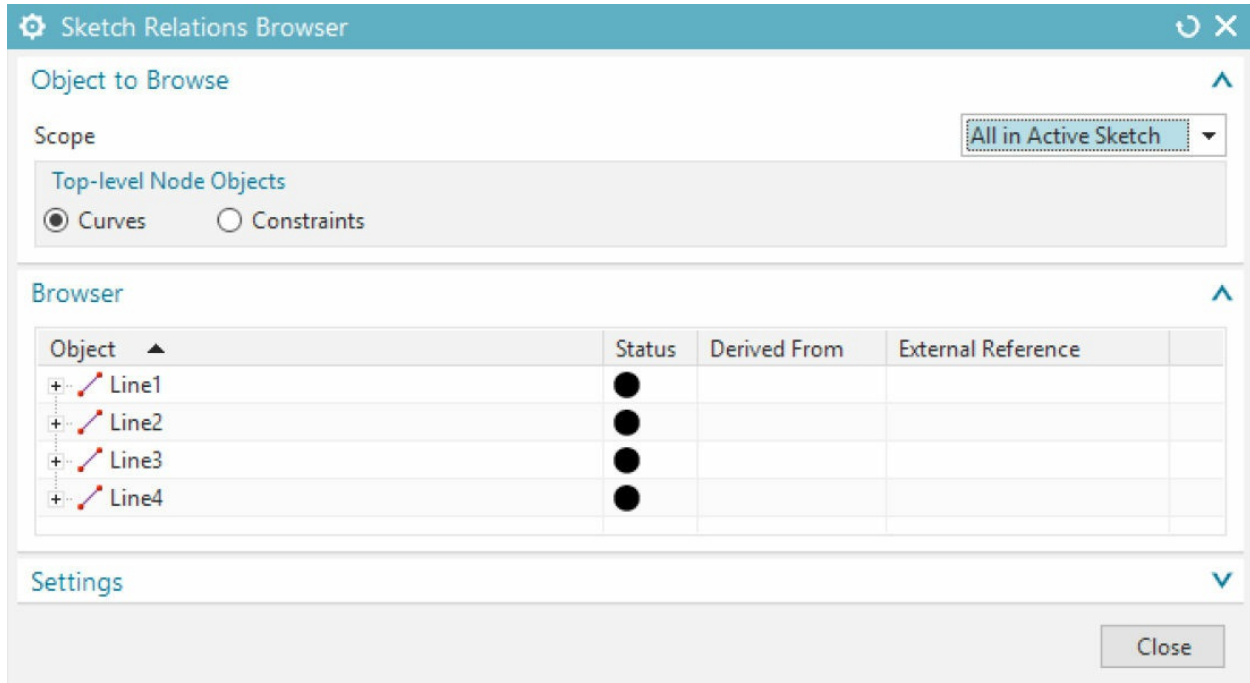 Sketch Relations Browser
Object to Browse
Scope All in Active Sketch
Top-level Node Objects
Curves Constraints
Browser
Object Status Derived From External Reference
Line1
Line2
Line3
Line4
Settings
Close